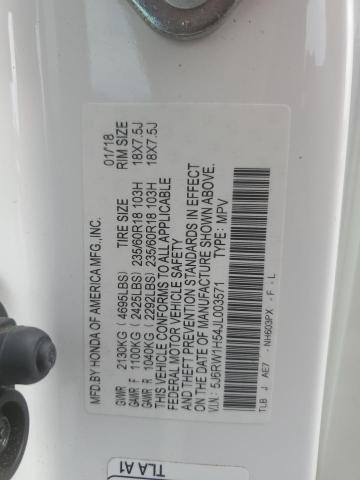 MFD.BY HONDA OF AMERICA MFG.,INC. 01/18
TIRE SIZE RIM SIZE
GVWR 2130KG (4695LBS)
GAWR F 1100KG (2425LBS) 235/60R18 103H 18X7.5J
GAWR R 1040KG (2292LBS) 235/60R18 103H 18X7.5J
THIS VEHICLE CONFORMS TO ALL APPLICABLE
FEDERAL MOTOR VEHICLE SAFETY
AND THEFT PREVENTION STANDARDS IN EFFECT
ON THE DATE OF MANUFACTURE SHOWN ABOVE.
5J6RW1H54JL003571 TYPE: MPV
TLB J AE7 -NH603PX -F -L
TLA A1